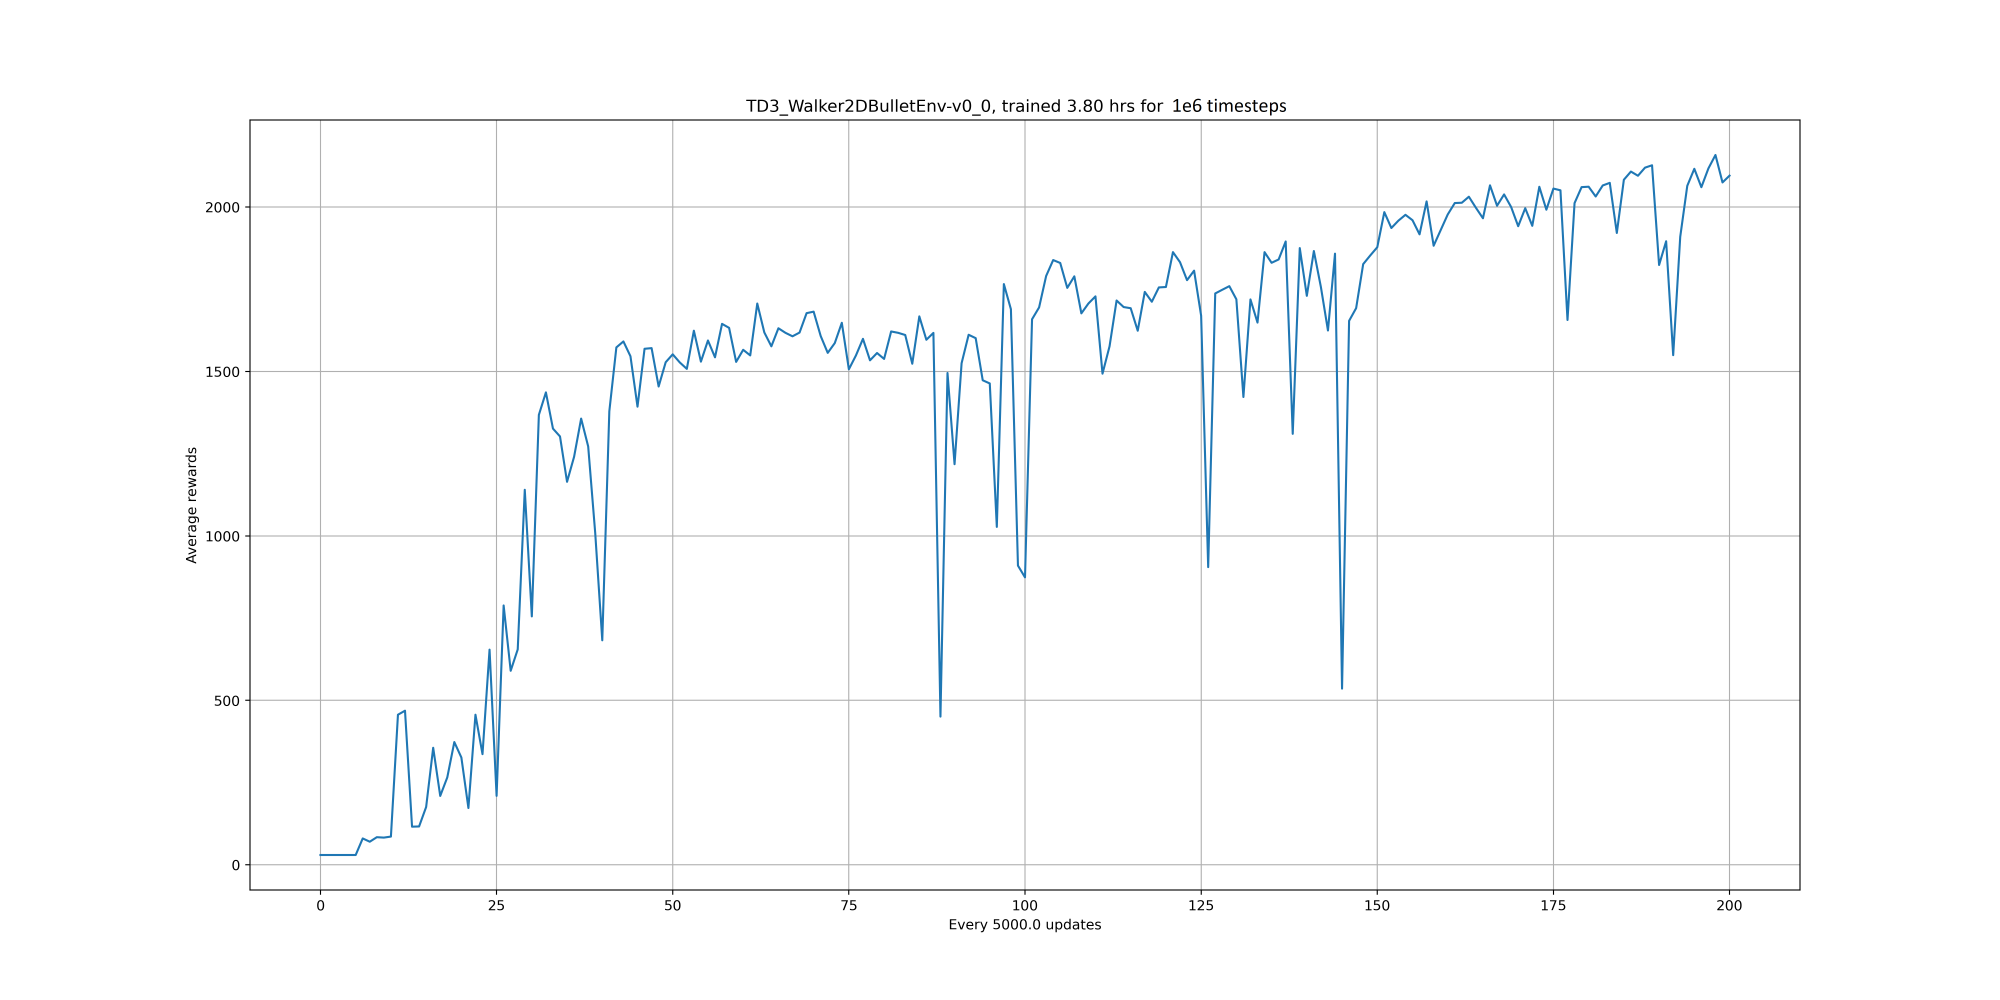 TD3_Walker2DBulletEnv-v0_0, trained 3.80 hrs for 1e6 timesteps
Average rewards
2000
1500
1000
500
0
0 25 50 75 100 125 150 175 200
Every 5000.0 updates